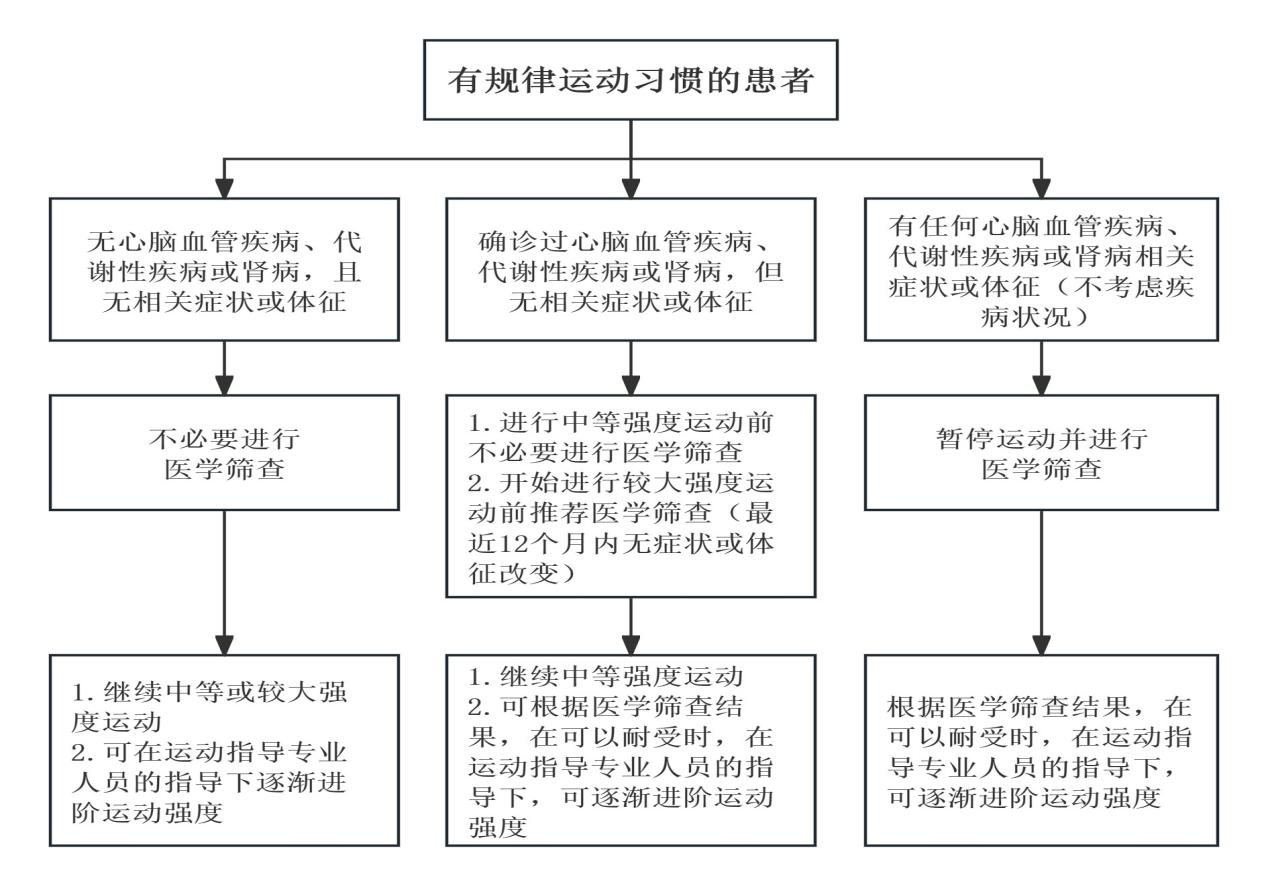 有规律运动习惯的患者
无心脑血管疾病、代
谢性疾病或肾病，且
无相关症状或体征
确诊过心脑血管疾病、
代谢性疾病或肾病，但
无相关症状或体征
有任何心脑血管疾病、
代谢性疾病或肾病相关
症状或体征（不考虑疾
病状况）
不必要进行
医学筛查
1.进行中等强度运动前
不必要进行医学筛查
2.开始进行较大强度运
动前推荐医学筛查（最
近12个月内无症状或体
征改变）
暂停运动并进行
医学筛查
1.继续中等或较大强
度运动
2.可在运动指导专业
人员的指导下逐渐进
阶运动强度
1.继续中等强度运动
2.可根据医学筛查结
果，在可以耐受时，在
运动指导专业人员的指
导下，可逐渐进阶运动
强度
根据医学筛查结果，在
可以耐受时，在运动指
导专业人员的指导下，
可逐渐进阶运动强度